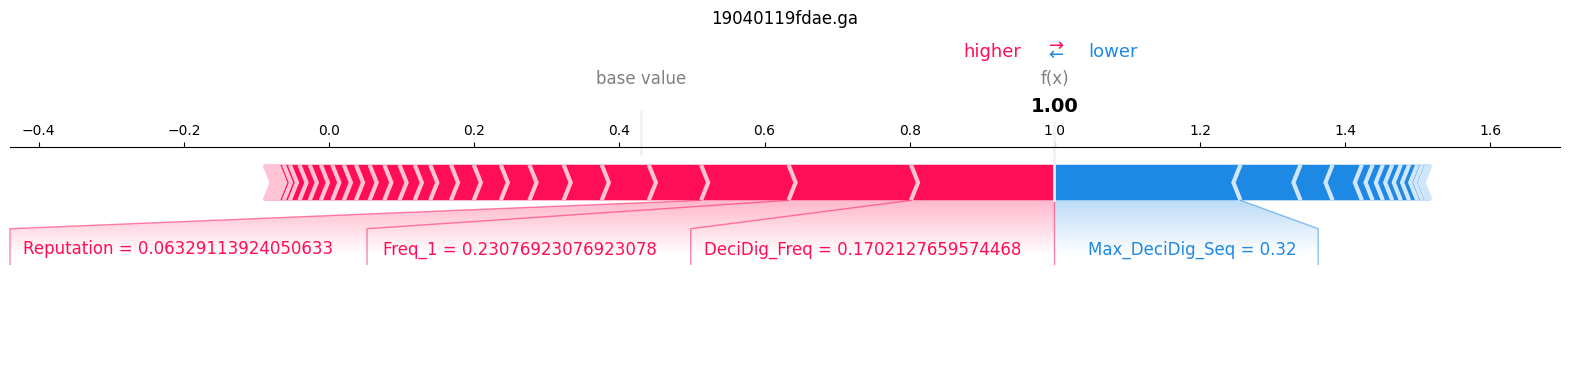 19040119fdae.ga
higher → ← lower
base value f(x)
1.00
−0.4 −0.2 0.0 0.2 0.4 0.6 0.8 1.0 1.2 1.4 1.6
Reputation = 0.06329113924050633 Freq_1 = 0.23076923076923078 DeciDig_Freq = 0.1702127659574468 Max_DeciDig_Seq = 0.32